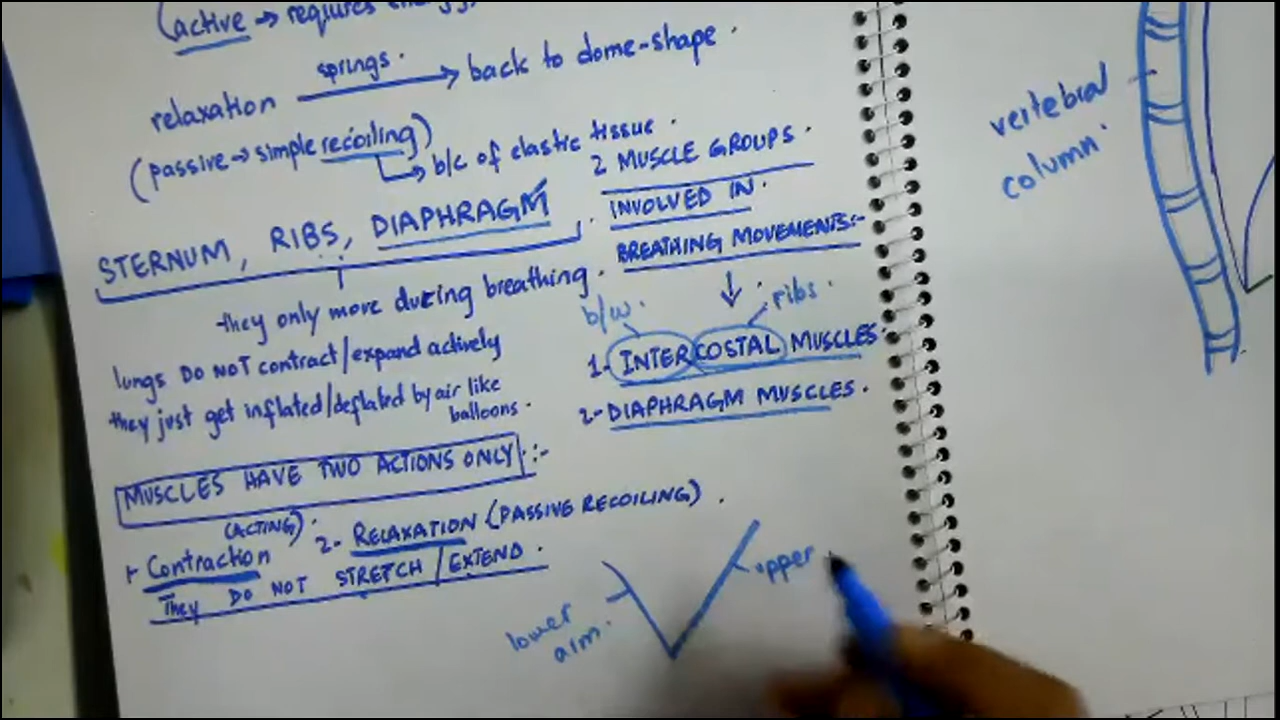 (active → requires
relaxation springs. → back to dome-shape.
(passive → simple recoiling)
→ b/c of elastic tissue.
STERNUM, RIBS, DIAPHRAGM.
they only move during breathing.
lungs DO NOT contract/expand actively
they just get inflated/deflated by air like
balloons.
2 MUSCLE GROUPS.
INVOLVED IN.
BREATHING MOVEMENTS:-
↓
b/w. ribs.
1- INTERCOSTAL MUSCLES.
2- DIAPHRAGM MUSCLES.
MUSCLES HAVE TWO ACTIONS ONLY:-
(ACTING).
1- Contraction 2- RELAXATION (PASSIVE RECOILING).
They DO NOT STRETCH/EXTEND.
lower
arm.
upper
vertebral
column.